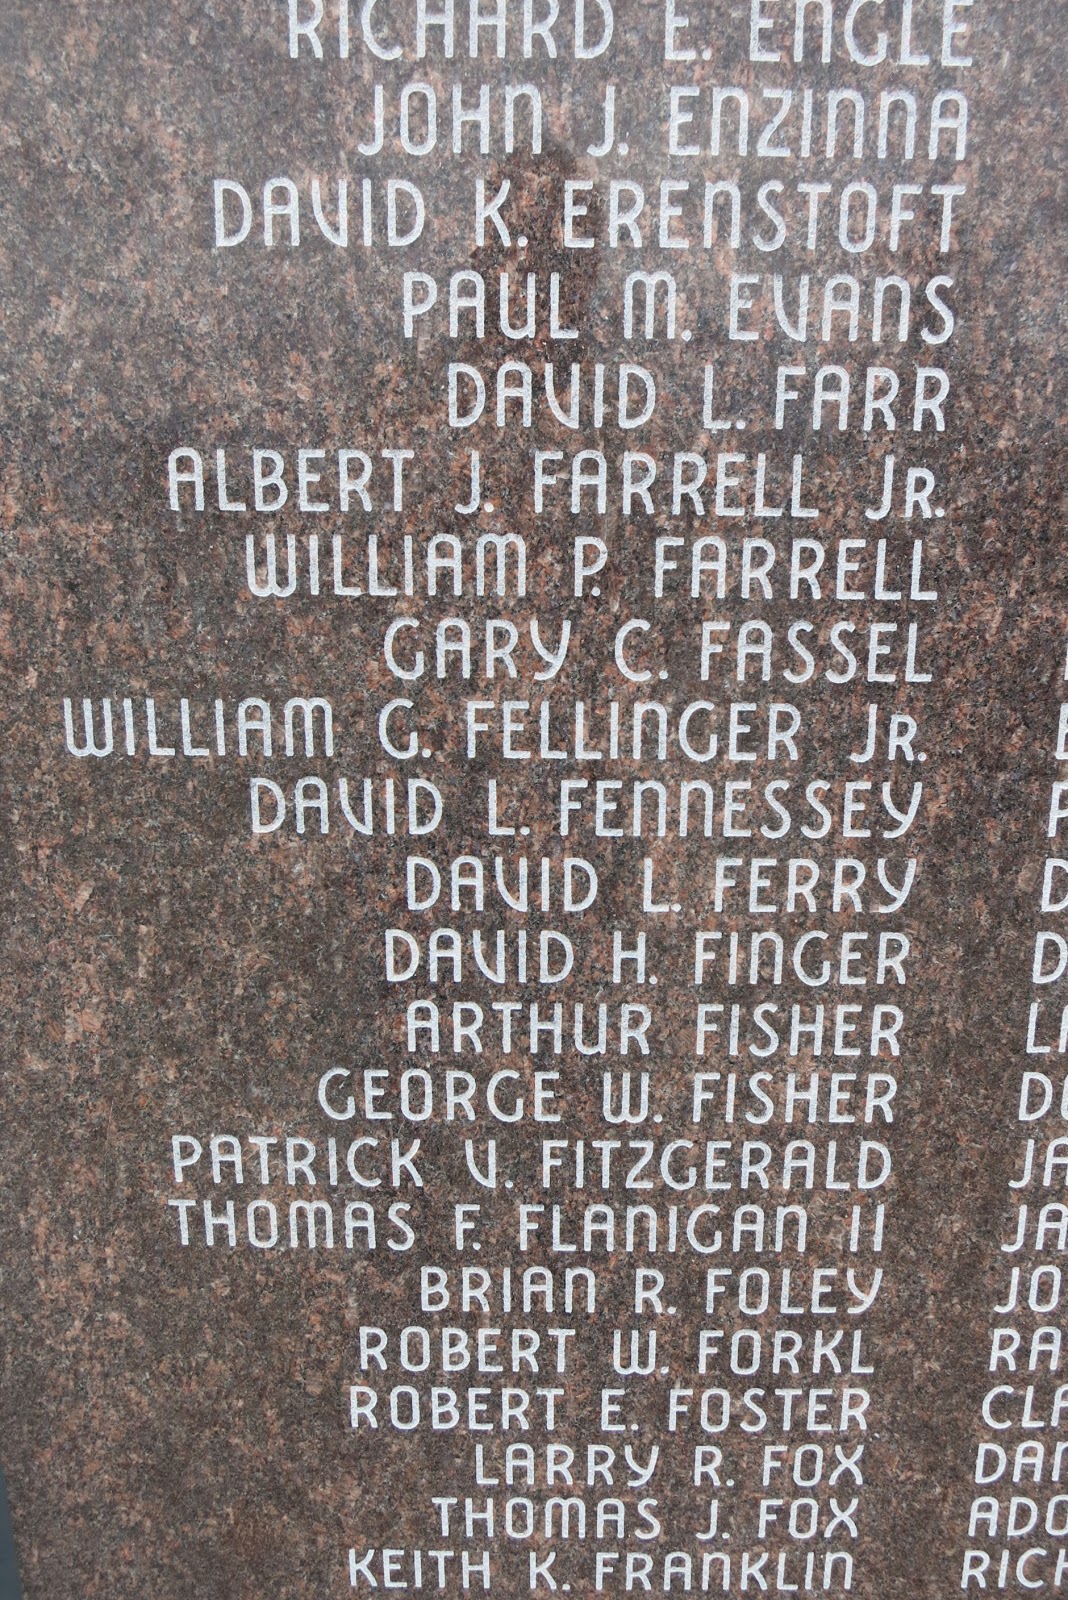 RICHARD E. ENGLE
JOHN J. ENZINNA
DAVID K. ERENSTOFT
PAUL M. EVANS
DAVID L. FARR
ALBERT J. FARRELL JR.
WILLIAM P. FARRELL
GARY C. FASSEL
WILLIAM G. FELLINGER JR.
DAVID L. FENNESSEY
DAVID L. FERRY
DAVID H. FINGER
ARTHUR FISHER
GEORGE W. FISHER
PATRICK V. FITZGERALD
THOMAS F. FLANIGAN II
BRIAN R. FOLEY
ROBERT W. FORKL
ROBERT E. FOSTER
LARRY R. FOX
THOMAS J. FOX
KEITH K. FRANKLIN